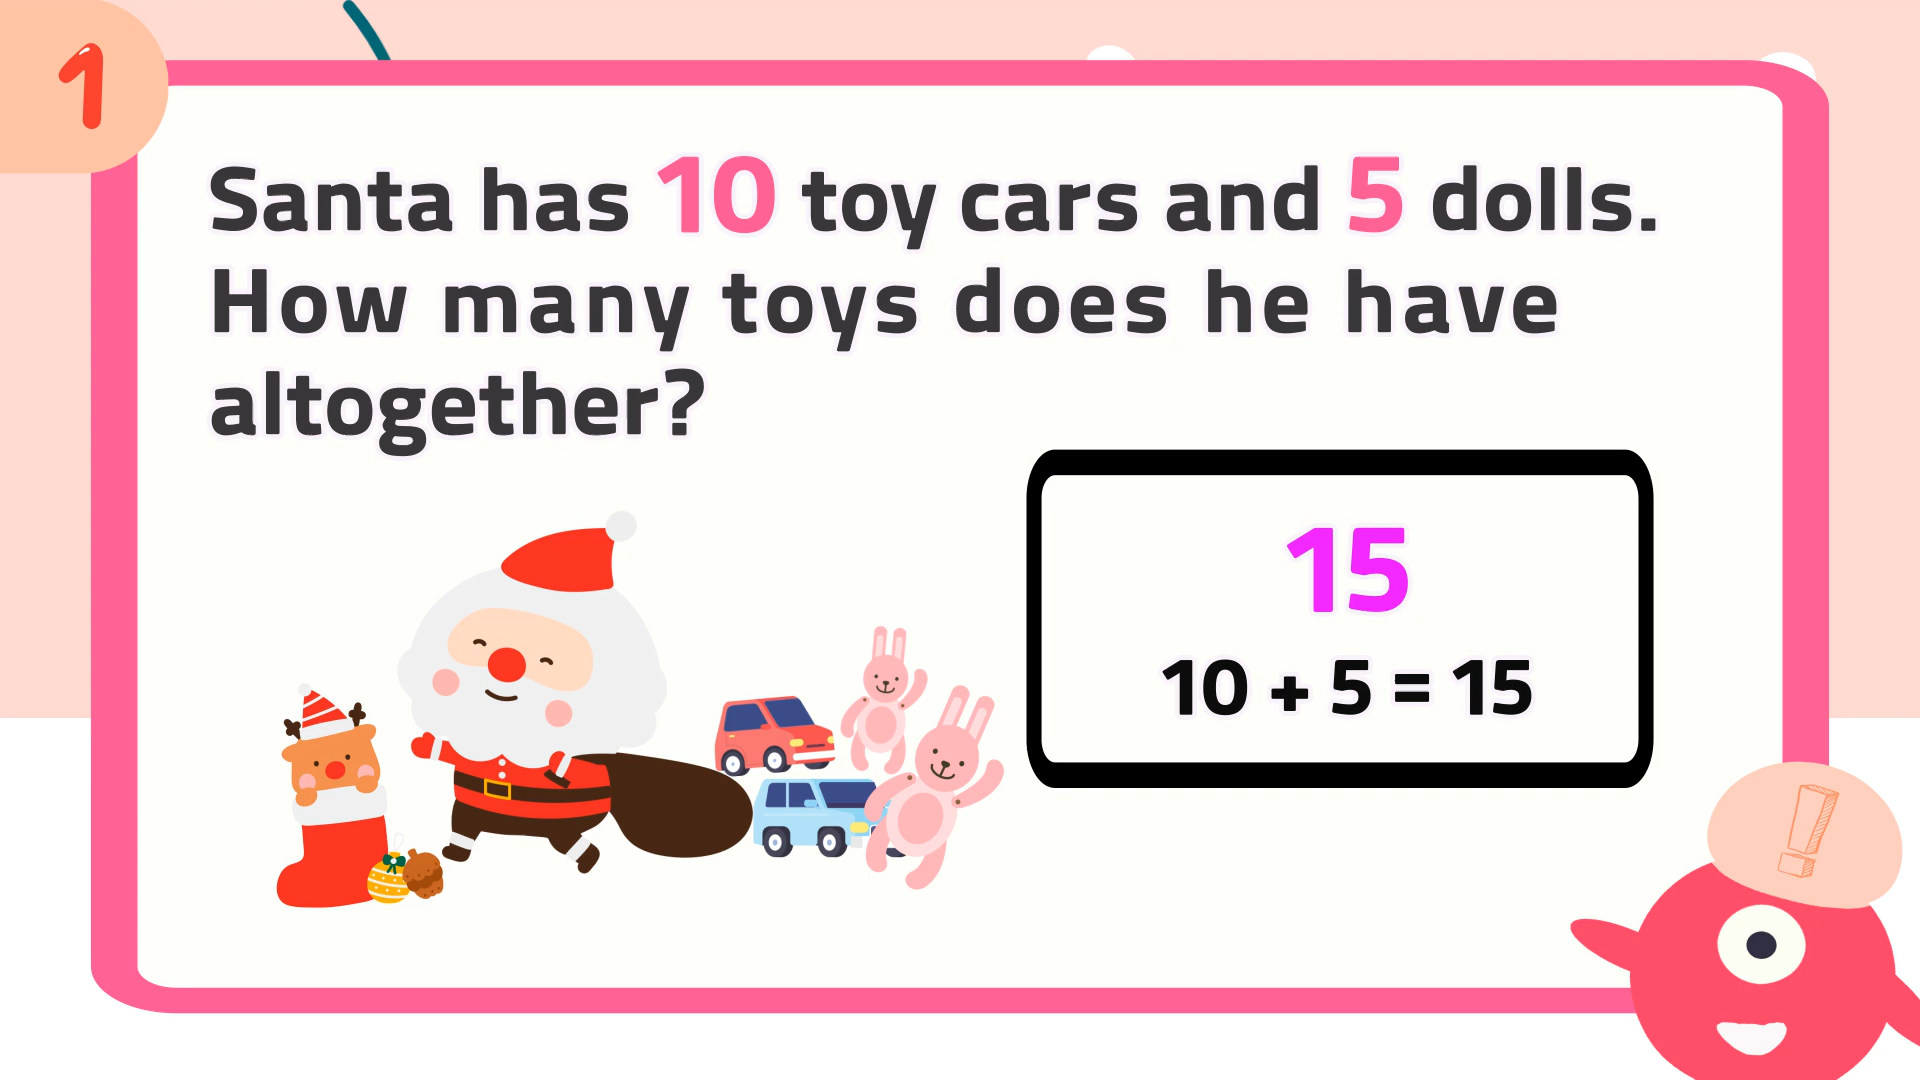 1
Santa has 10 toy cars and 5 dolls.
How many toys does he have
altogether?
15
10 + 5 = 15
!